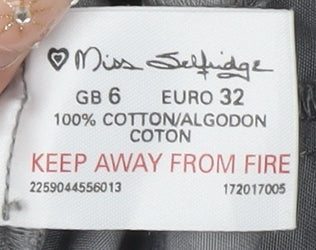 Miss Selfridge
GB 6 EURO 32
100% COTTON/ALGODON
COTON
KEEP AWAY FROM FIRE
2259044556013 172017005